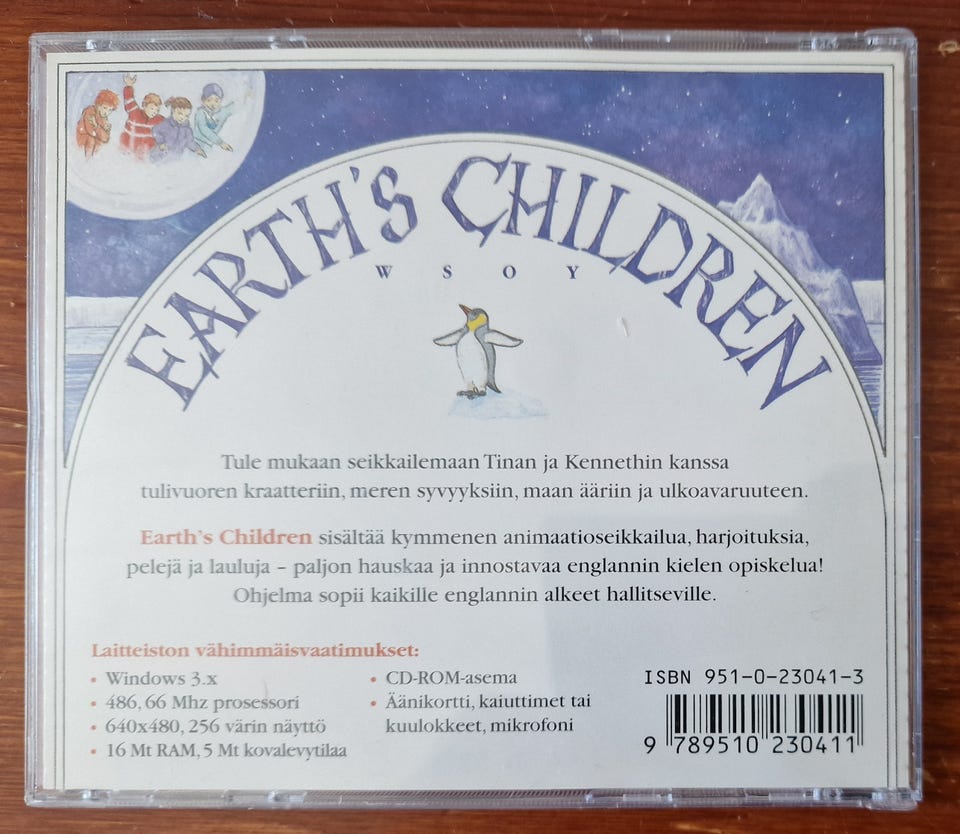 EARTH'S CHILDREN
WSOY
Tule mukaan seikkailemaan Tinan ja Kennethin kanssa
tulivuoren kraatteriin, meren syvyyksiin, maan ääriin ja ulkoavaruuteen.
Earth's Children sisältää kymmenen animaatioseikkailua, harjoituksia,
pelejä ja lauluja – paljon hauskaa ja innostavaa englannin kielen opiskelua!
Ohjelma sopii kaikille englannin alkeet hallitseville.
Laitteiston vähimmäisvaatimukset:
• Windows 3.x
• 486, 66 Mhz prosessori
• 640x480, 256 värin näyttö
• 16 Mt RAM, 5 Mt kovalevytilaa
• CD-ROM-asema
• Äänikortti, kaiuttimet tai
kuulokkeet, mikrofoni
ISBN 951-0-23041-3
9 789510 230411